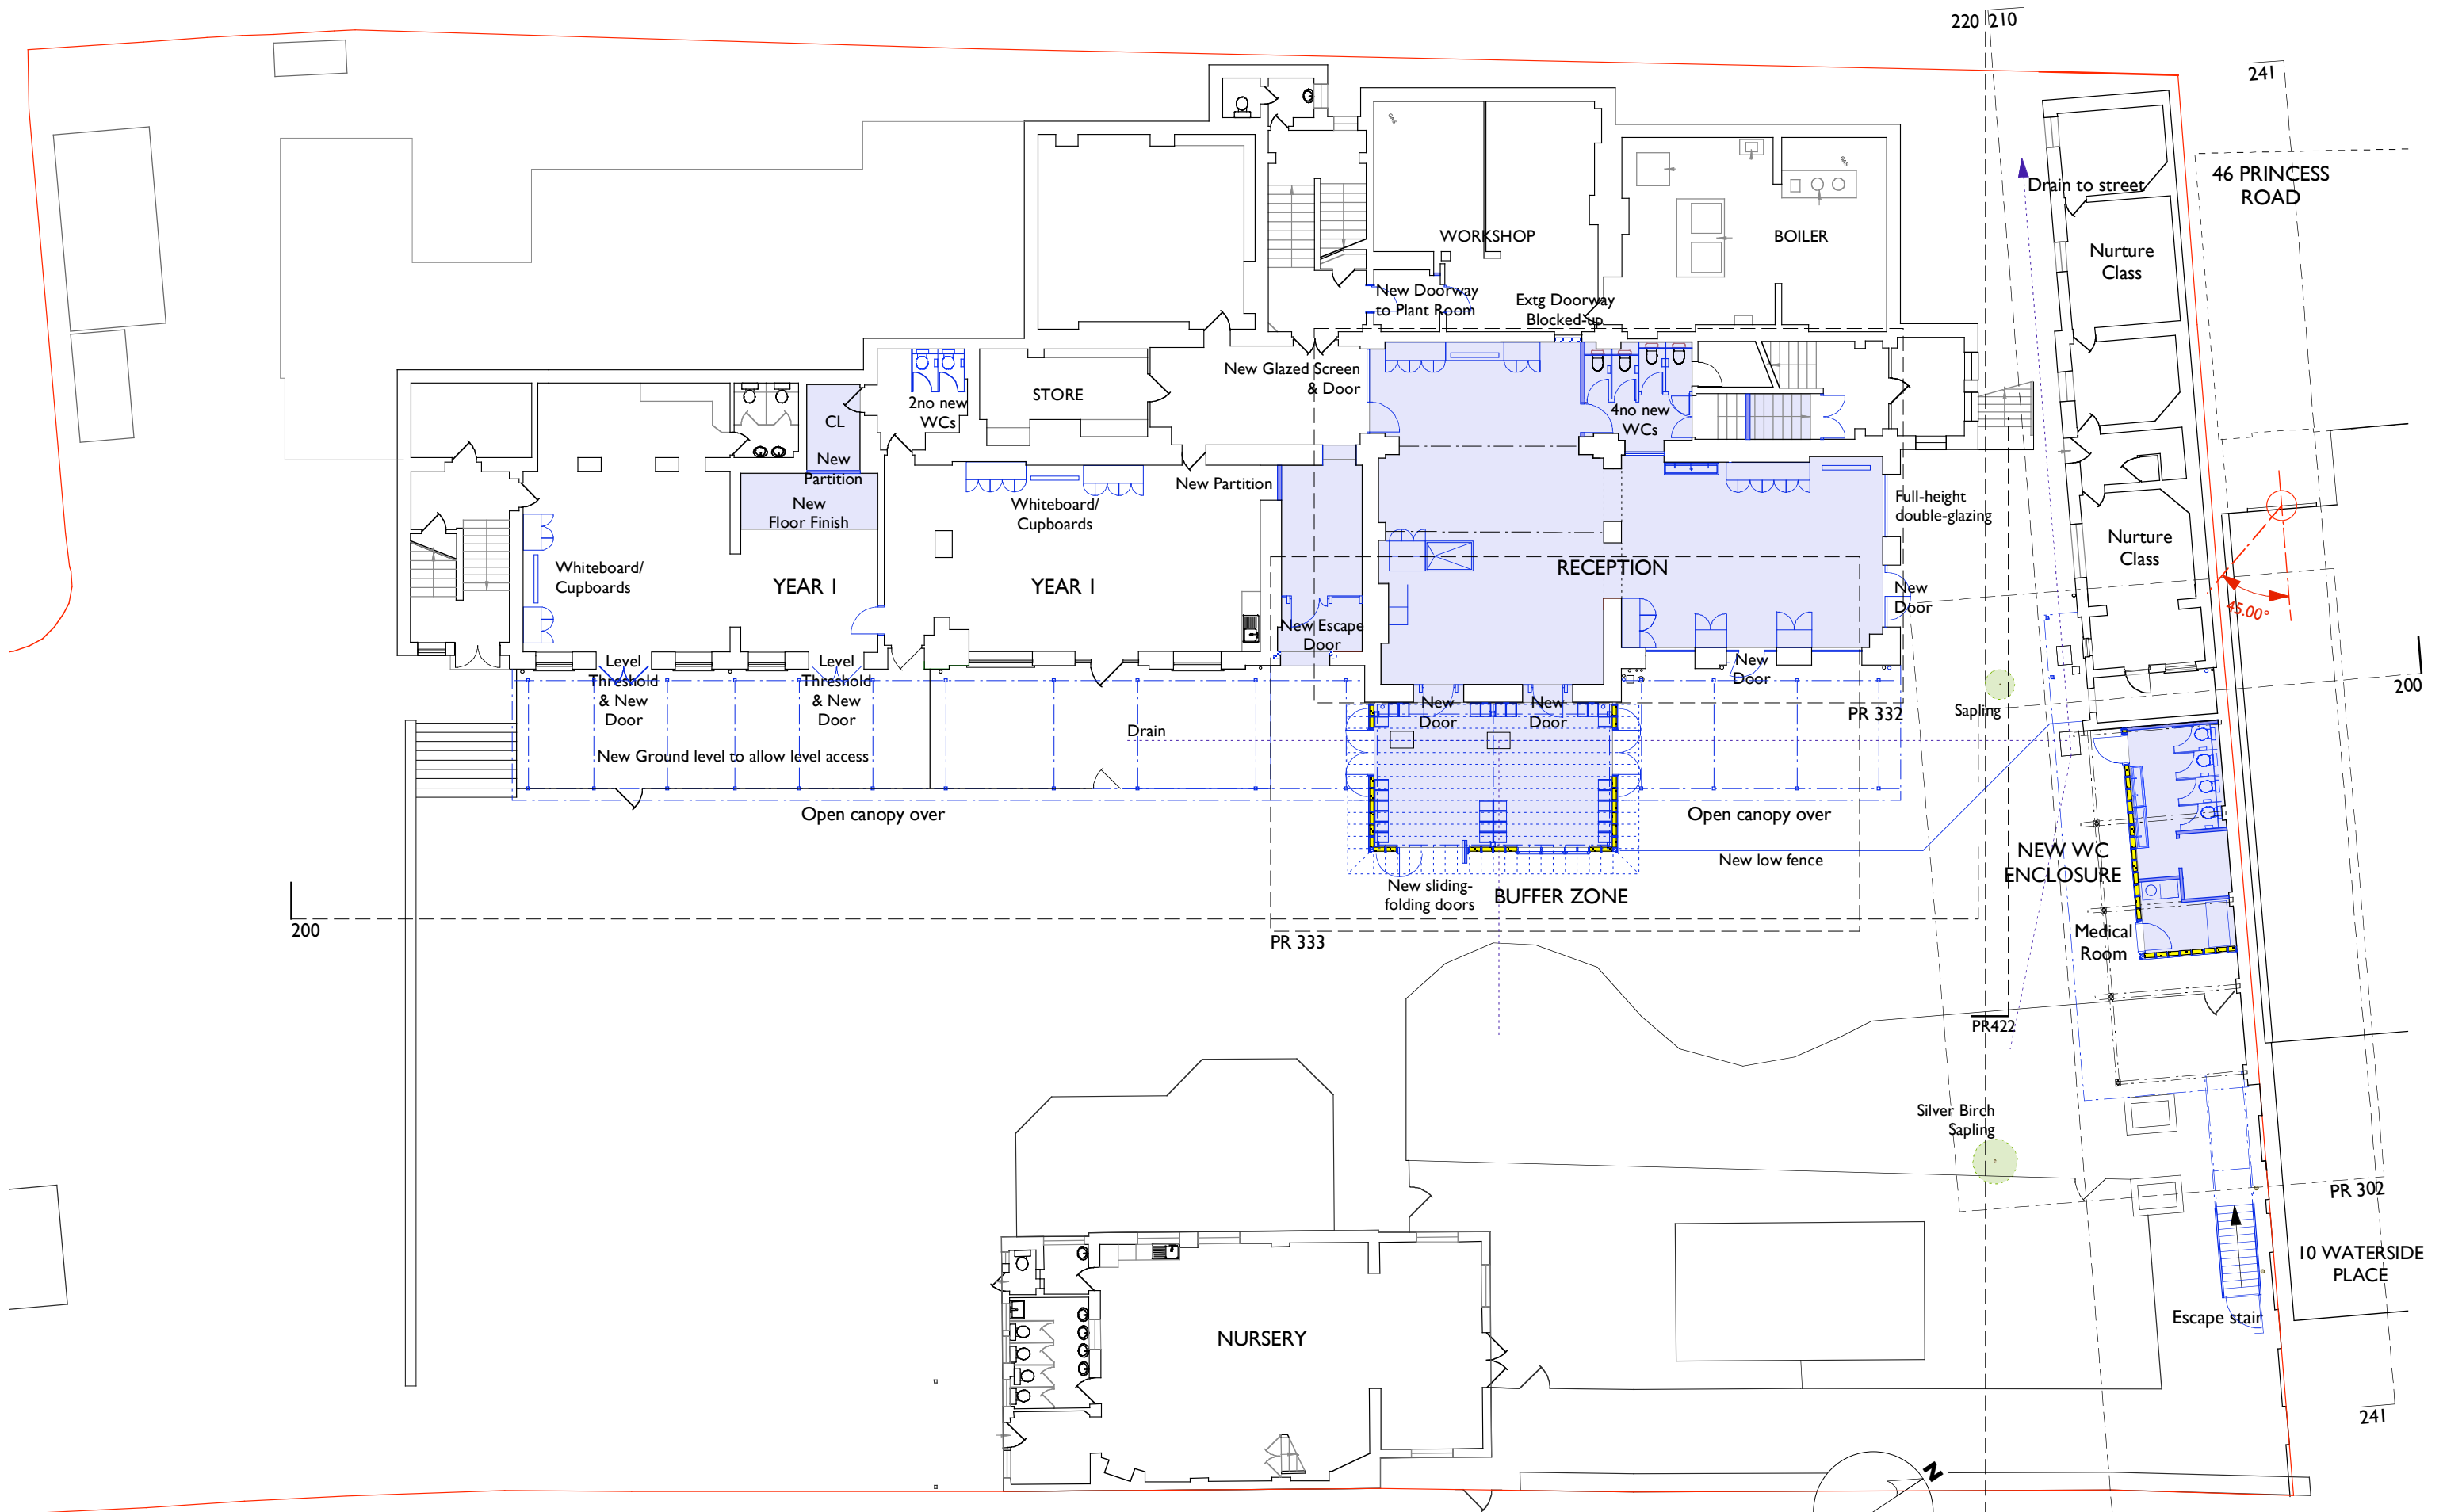 220 210
241
46 PRINCESS
ROAD
Drain to street
GAS
GAS
WORKSHOP
BOILER
Nurture
Class
New Doorway
to Plant Room
Extg Doorway
Blocked-up
New Glazed Screen
& Door
STORE
2no new
WCs
CL
4no new
WCs
New
Partition
New Partition
New
Floor Finish
Whiteboard/
Cupboards
Full-height
double-glazing
Nurture
Class
Whiteboard/
Cupboards
YEAR 1
YEAR 1
RECEPTION
New
Door
45.00°
New Escape
Door
Level
Threshold
& New
Door
Level
Threshold
& New
Door
New
Door
200
New
Door
New
Door
PR 332
Sapling
Drain
New Ground level to allow level access
Open canopy over
Open canopy over
New low fence
NEW WC
ENCLOSURE
New sliding-
folding doors
BUFFER ZONE
200
PR 333
Medical
Room
PR422
Silver Birch
Sapling
PR 302
10 WATERSIDE
PLACE
Escape stair
NURSERY
241
N